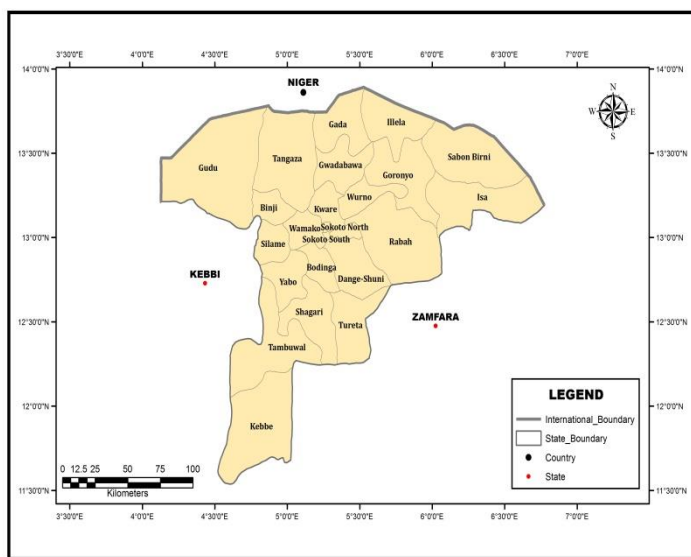 3°30'0"E 4°0'0"E 4°30'0"E 5°0'0"E 5°30'0"E 6°0'0"E 6°30'0"E 7°0'0"E
14°0'0"N 14°0'0"N
NIGER
N
W E
S
Gada Illela
13°30'0"N 13°30'0"N
Gudu Tangaza Gwadabawa Sabon Birni
Goronyo
Binji Kware Wurno Isa
Wamako Sokoto North
13°0'0"N 13°0'0"N
Silame Sokoto South Rabah
KEBBI
Bodinga
Yabo Dange-Shuni
12°30'0"N 12°30'0"N
Shagari ZAMFARA
Tureta
Tambuwal
12°0'0"N 12°0'0"N
Kebbe
LEGEND
International_Boundary
State_Boundary
Country
State
0 12.5 25 50 75 100
Kilometers
11°30'0"N 11°30'0"N
3°30'0"E 4°0'0"E 4°30'0"E 5°0'0"E 5°30'0"E 6°0'0"E 6°30'0"E 7°0'0"E